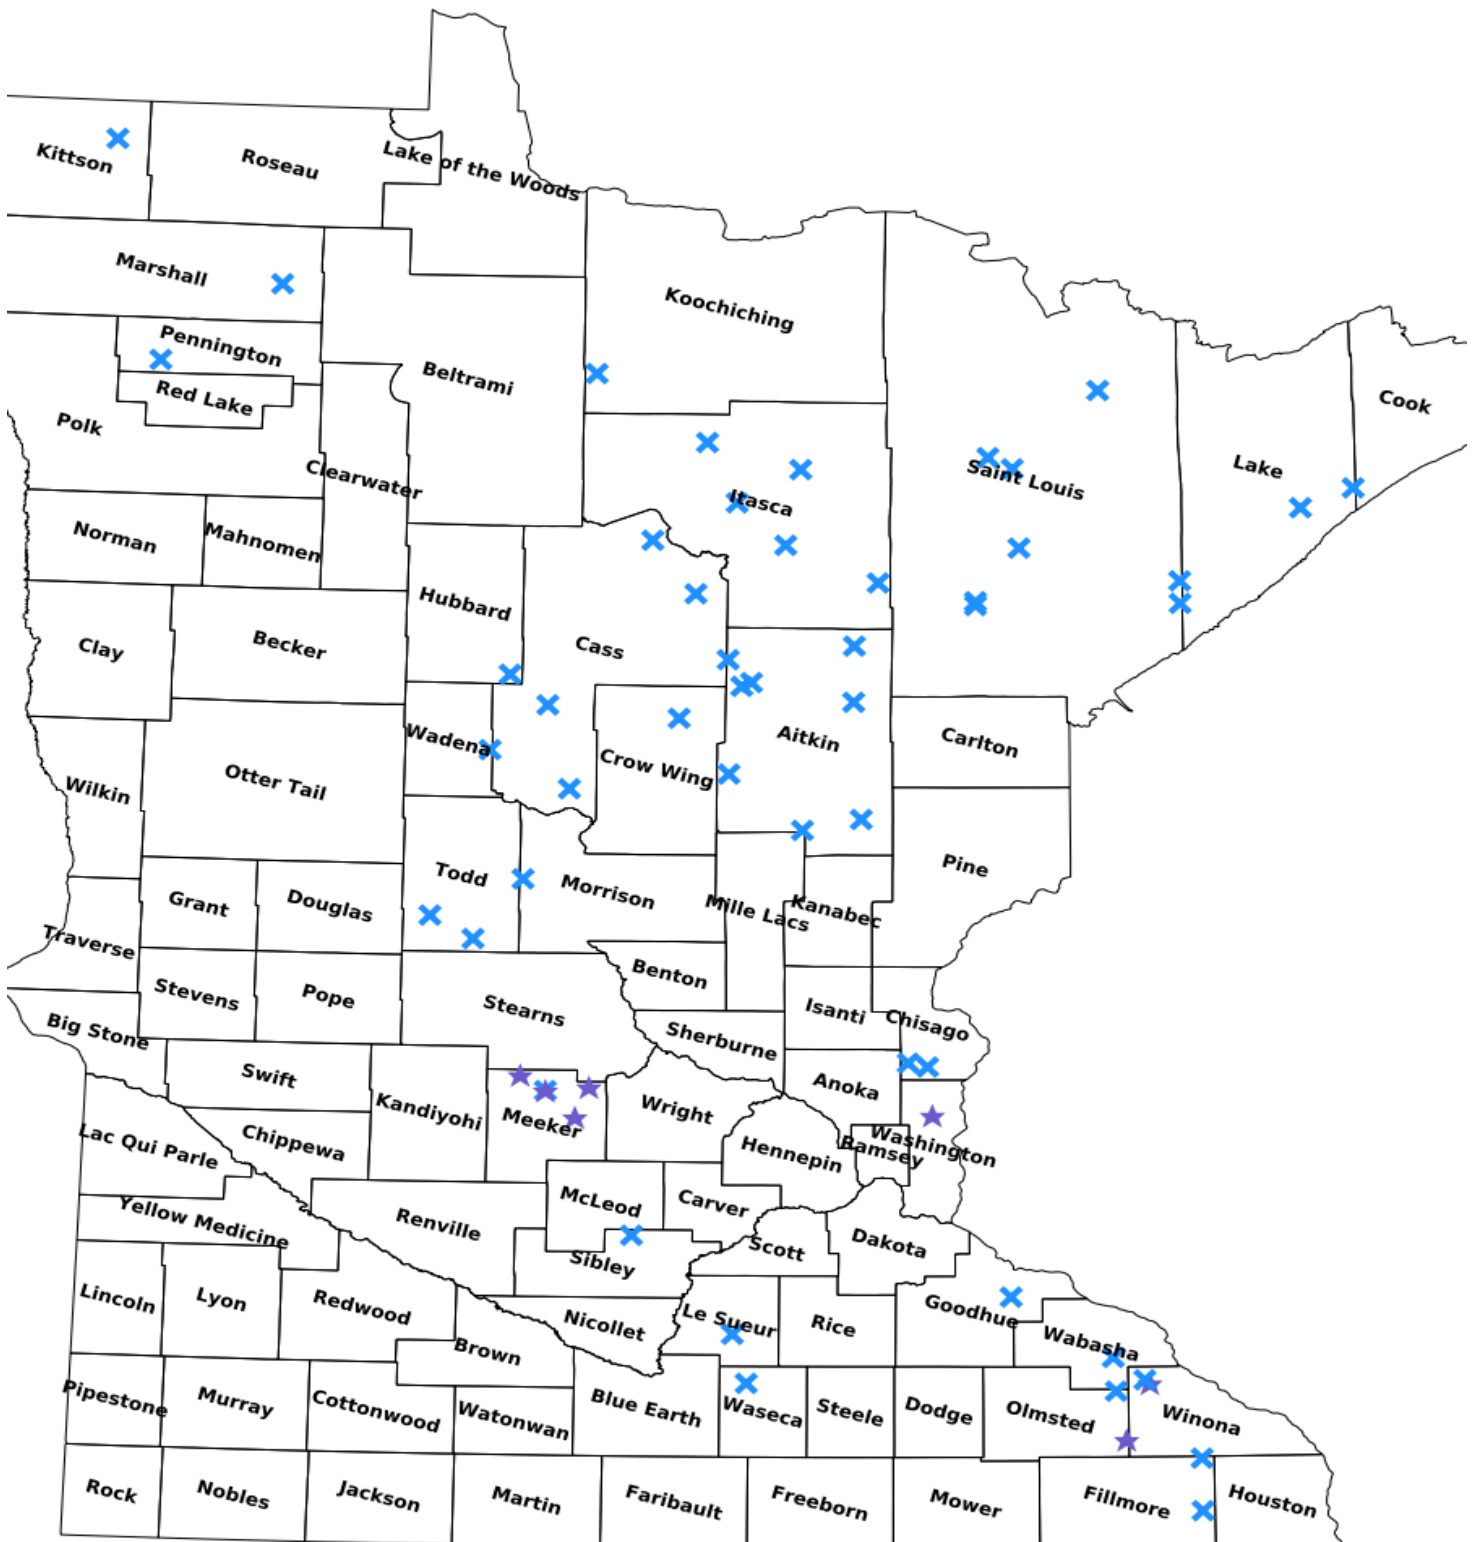 Kittson
Roseau
Lake of the Woods
Marshall
Koochiching
Pennington
Beltrami
Red Lake
Polk
Cook
Clearwater
Saint Louis
Lake
Itasca
Norman
Mahnomen
Hubbard
Clay
Becker
Cass
Wadena
Aitkin
Carlton
Otter Tail
Crow Wing
Wilkin
Todd
Morrison
Pine
Grant
Douglas
Mille Lacs
Kanabec
Traverse
Stevens
Pope
Benton
Stearns
Isanti
Chisago
Big Stone
Sherburne
Swift
Anoka
Kandiyohi
Meeker
Wright
Lac Qui Parle
Chippewa
Hennepin
Ramsey
Washington
McLeod
Carver
Yellow Medicine
Renville
Scott
Dakota
Sibley
Lincoln
Lyon
Redwood
Nicollet
Le Sueur
Rice
Goodhue
Wabasha
Brown
Pipestone
Murray
Cottonwood
Watonwan
Blue Earth
Waseca
Steele
Dodge
Olmsted
Winona
Rock
Nobles
Jackson
Martin
Faribault
Freeborn
Mower
Fillmore
Houston